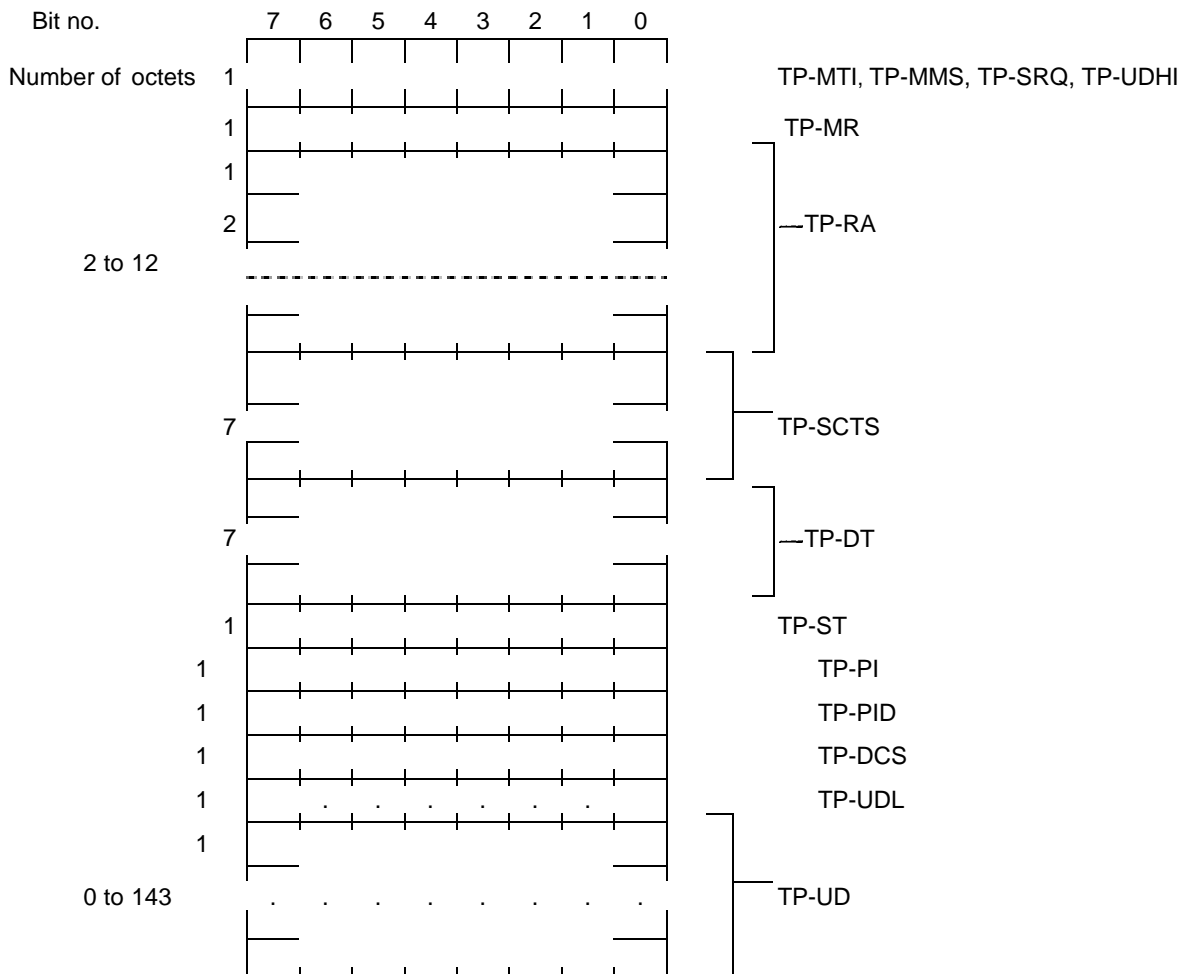 Bit no. 7 6 5 4 3 2 1 0
Number of octets 1 TP-MTI, TP-MMS, TP-SRQ, TP-UDHI
1 TP-MR
1
2 TP-RA
2 to 12
7 TP-SCTS
7 TP-DT
1 TP-ST
1 TP-PI
1 TP-PID
1 TP-DCS
1 . . . . . . TP-UDL
1
0 to 143 . . . . . . . . TP-UD